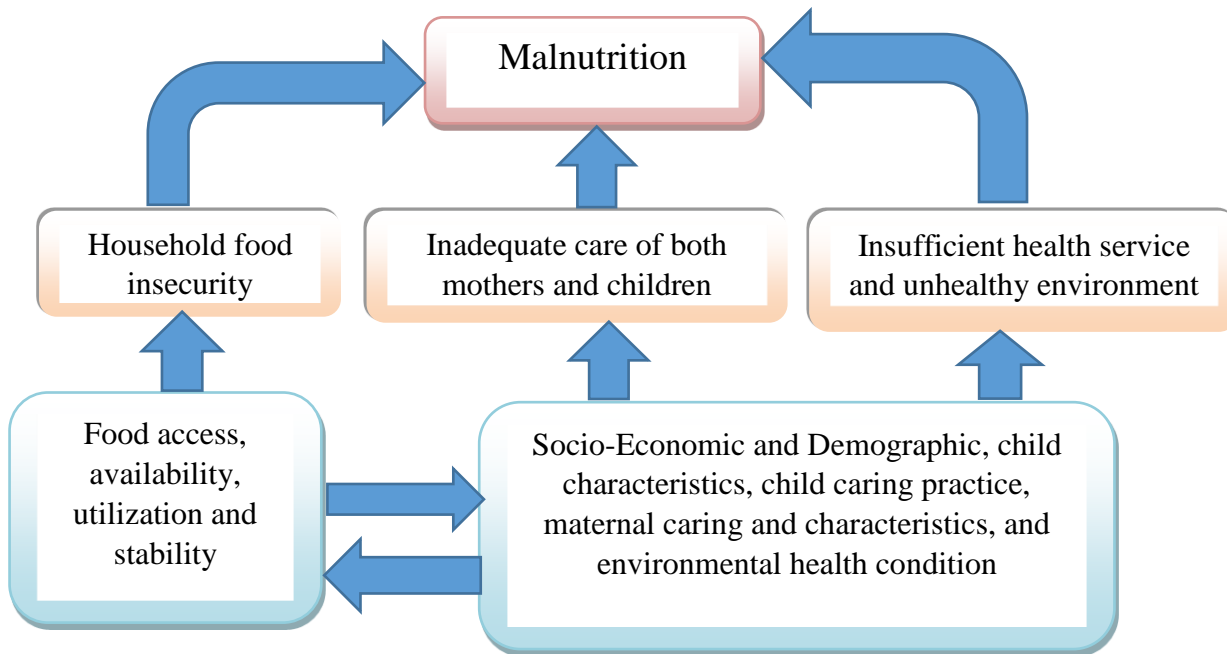 Malnutrition
Household food
insecurity
Inadequate care of both
mothers and children
Insufficient health service
and unhealthy environment
Food access,
availability,
utilization and
stability
Socio-Economic and Demographic, child
characteristics, child caring practice,
maternal caring and characteristics, and
environmental health condition